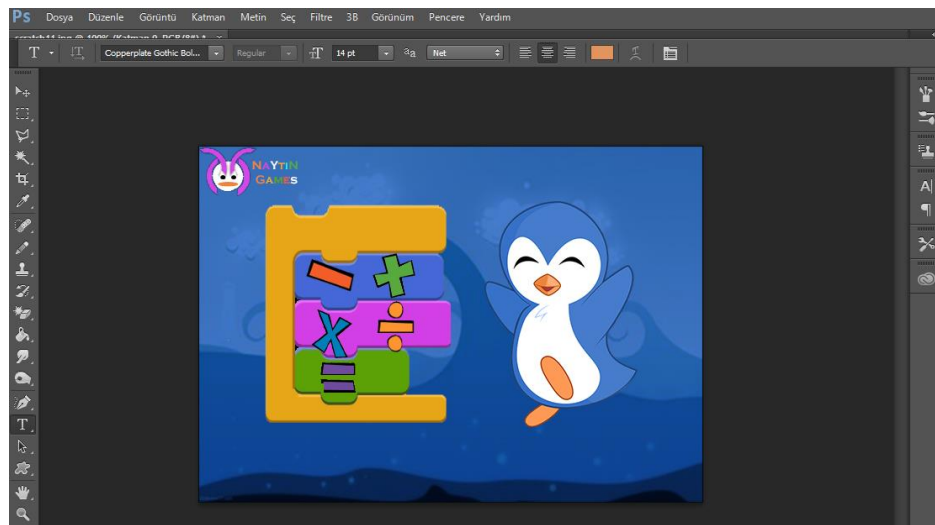 Ps Dosya Düzenle Görüntü Katman Metin Seç Filtre 3B Görünüm Pencere Yardım
T Copperplate Gothic Bol... Regular 14 pt Net
NAYTIN
GAMES